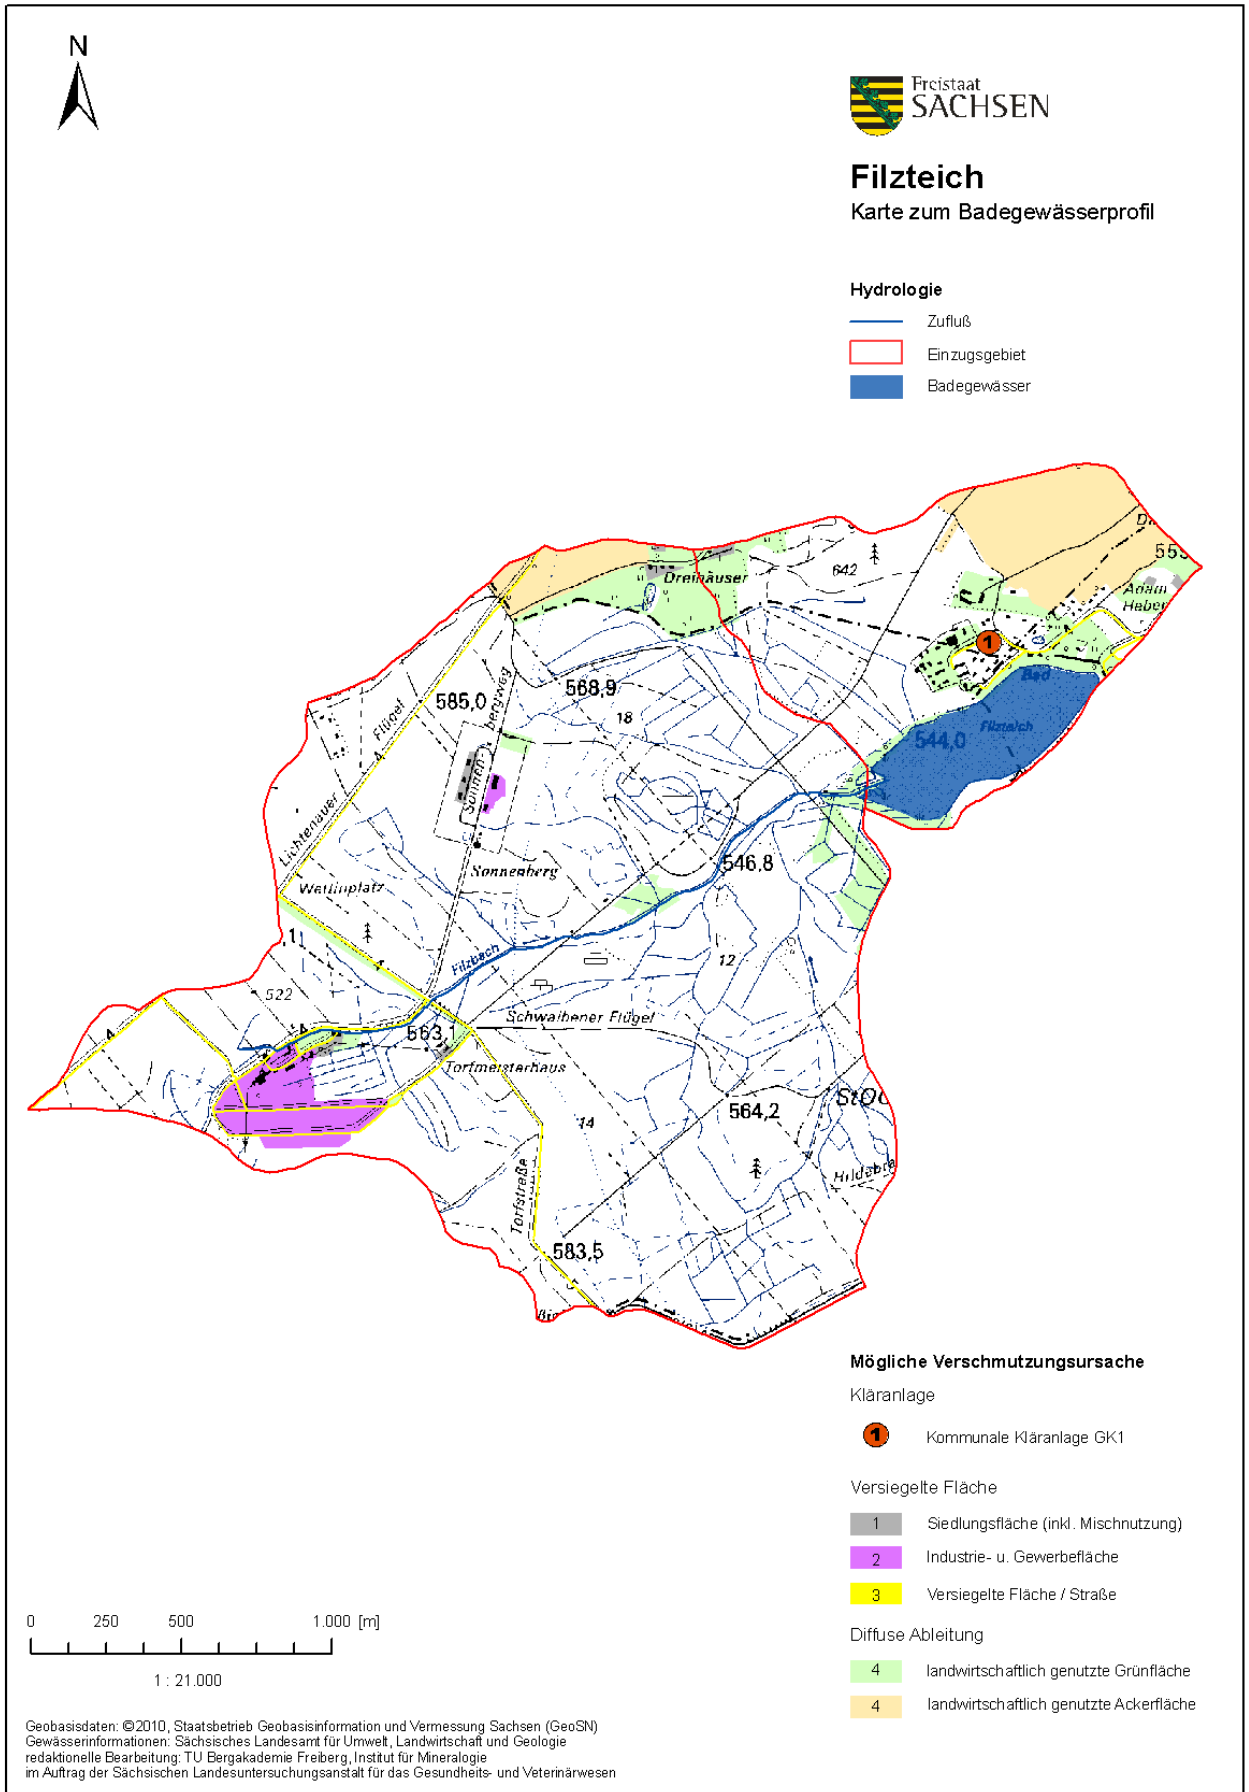 N
Freistaat
SACHSEN
Filzteich
Karte zum Badegewässerprofil
Hydrologie
Zufluß
Einzugsgebiet
Badegewässer
555
Adam
Heber
Dreihäuser
642
1
Bad
Filzteich
544,0
568,9
585,0
18
Lichtenauer Flügel
Sonnenbergweg
546,8
Sonnenberg
Wettinplatz
Filzbach
12
522
563,1
Schwalbener Flügel
Torfmeisterhaus
564,2
14
Torfstraße
583,5
Mögliche Verschmutzungsursache
Kläranlage
1 Kommunale Kläranlage GK1
Versiegelte Fläche
1 Siedlungsfläche (inkl. Mischnutzung)
2 Industrie- u. Gewerbefläche
3 Versiegelte Fläche / Straße
Diffuse Ableitung
4 landwirtschaftlich genutzte Grünfläche
4 landwirtschaftlich genutzte Ackerfläche
0 250 500 1.000 [m]
1 : 21.000
Geobasisdaten: ©2010, Staatsbetrieb Geobasisinformation und Vermessung Sachsen (GeoSN)
Gewässerinformationen: Sächsisches Landesamt für Umwelt, Landwirtschaft und Geologie
redaktionelle Bearbeitung: TU Bergakademie Freiberg, Institut für Mineralogie
im Auftrag der Sächsischen Landesuntersuchungsanstalt für das Gesundheits- und Veterinärwesen